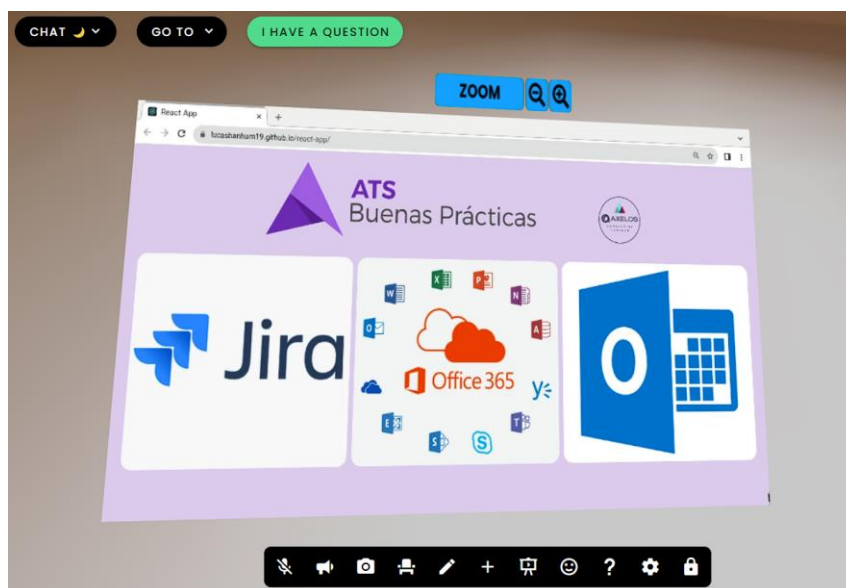 CHAT
GO TO
I HAVE A QUESTION
ZOOM
React App
lucashantum19.github.io/react-app/
ATS
Buenas Prácticas
AXELOS
Jira
W
X
P
N
O
A
Office 365
E
S
S
T
O
?